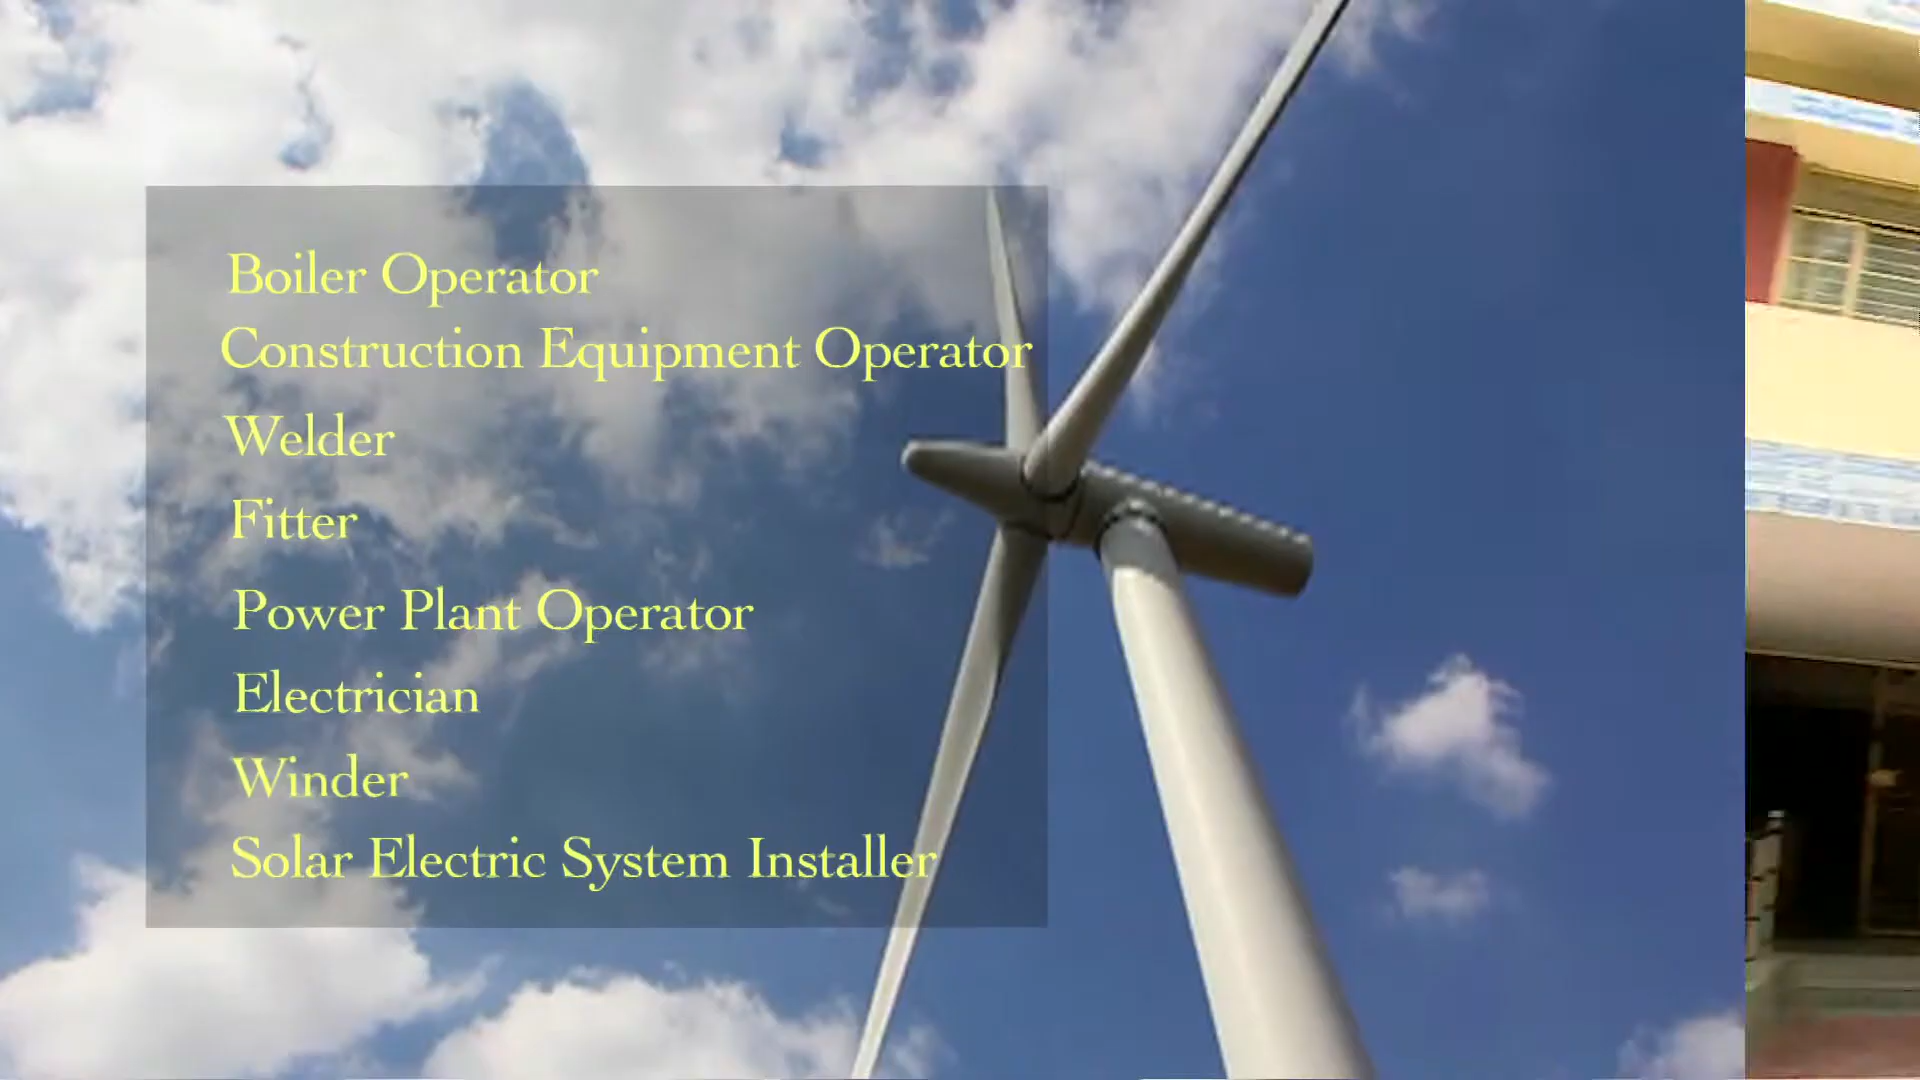 Boiler Operator
Construction Equipment Operator
Welder
Fitter
Power Plant Operator
Electrician
Winder
Solar Electric System Installer